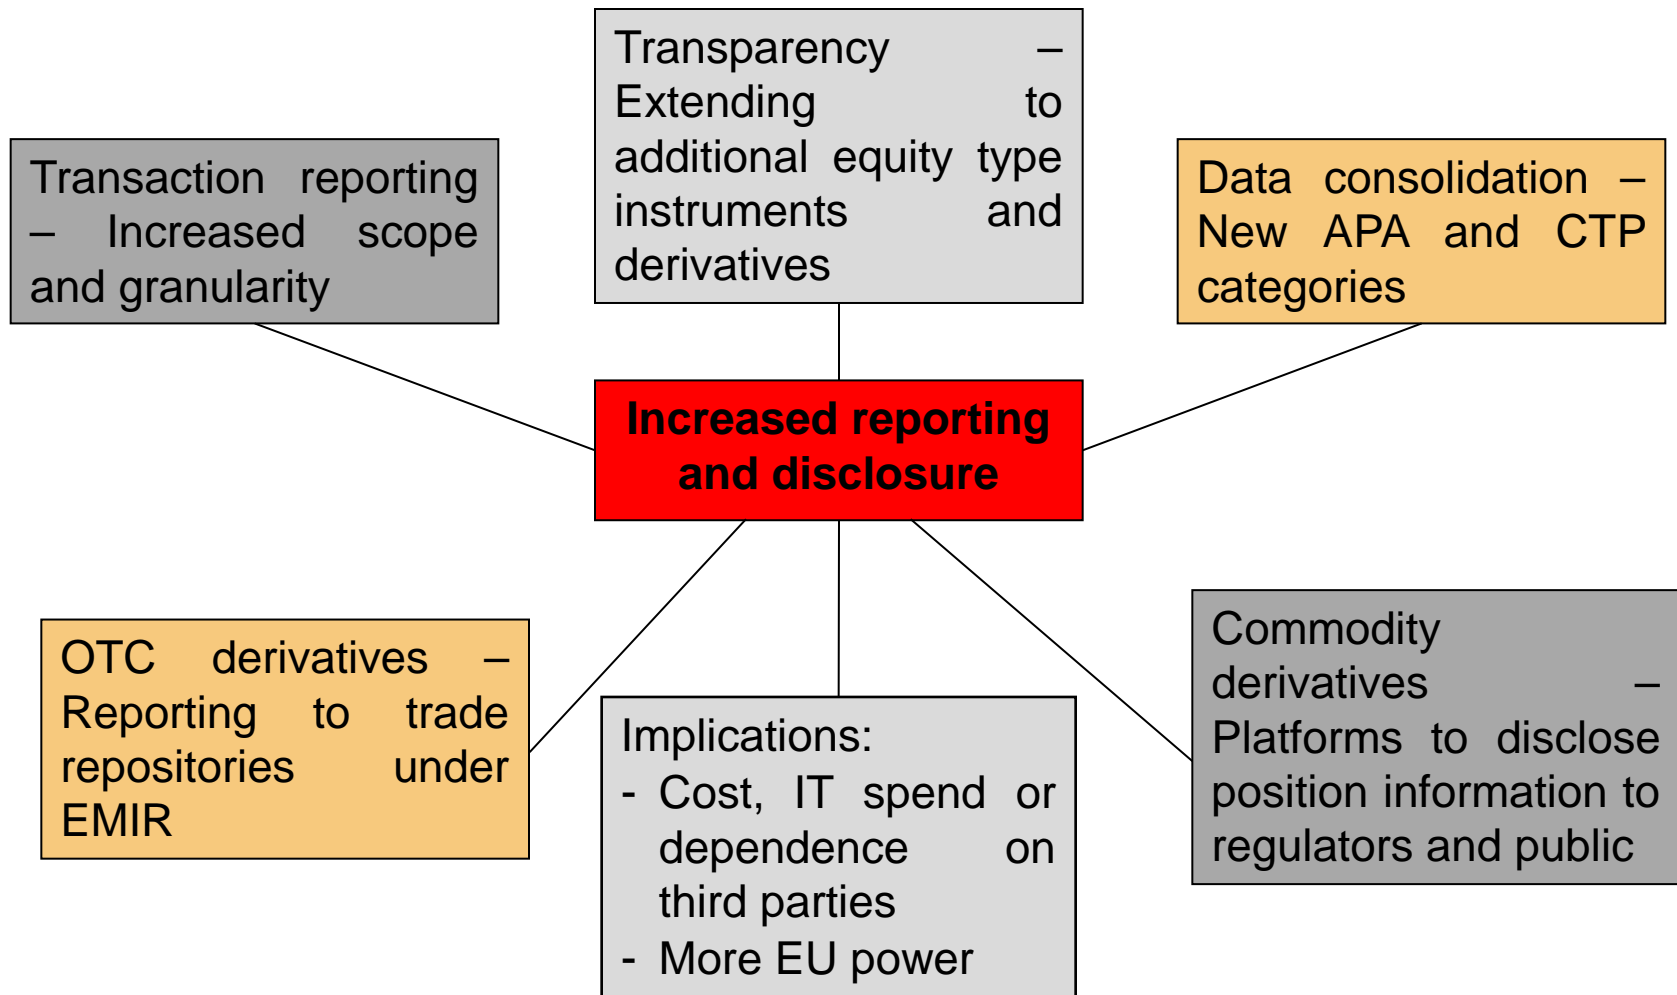 Transparency –
Extending to
additional equity type
instruments and
derivatives
Transaction reporting
– Increased scope
and granularity
Data consolidation –
New APA and CTP
categories
Increased reporting
and disclosure
OTC derivatives –
Reporting to trade
repositories under
EMIR
Implications:
- Cost, IT spend or
dependence on
third parties
- More EU power
Commodity
derivatives –
Platforms to disclose
position information to
regulators and public